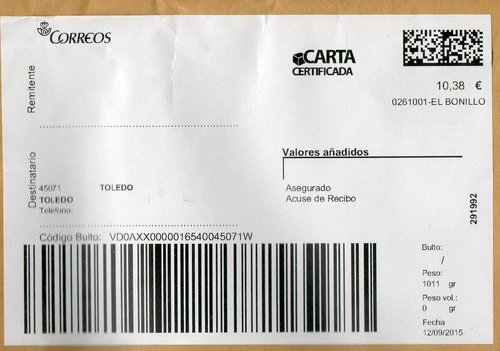 CORREOS
Remitente
CARTA
CERTIFICADA
10,38 €
0261001-EL BONILLO
Destinatario
45071 TOLEDO
TOLEDO
Teléfono:
Valores añadidos
Asegurado
Acuse de Recibo
291992
Código Bulto: VD0AXX0000016540045071W
Bulto:
/
Peso:
1011 gr
Peso vol.:
0 gr
Fecha
12/09/2015